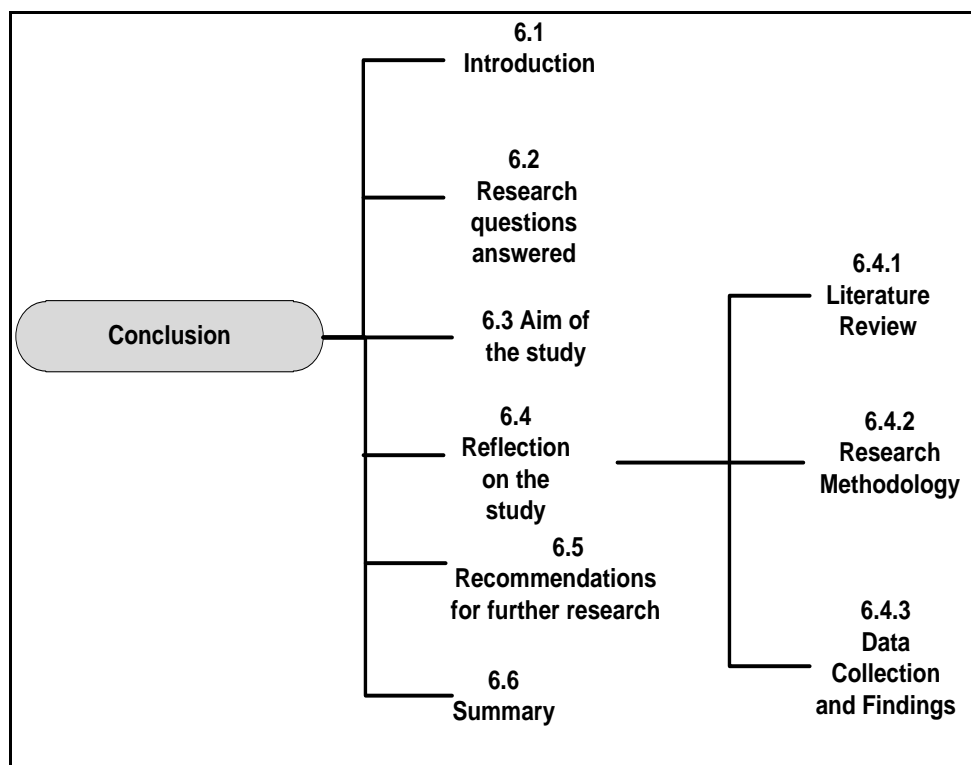 Conclusion
6.1
Introduction
6.2
Research
questions
answered
6.3 Aim of
the study
6.4
Reflection
on the
study
6.5
Recommendations
for further research
6.6
Summary
6.4.1
Literature
Review
6.4.2
Research
Methodology
6.4.3
Data
Collection
and Findings